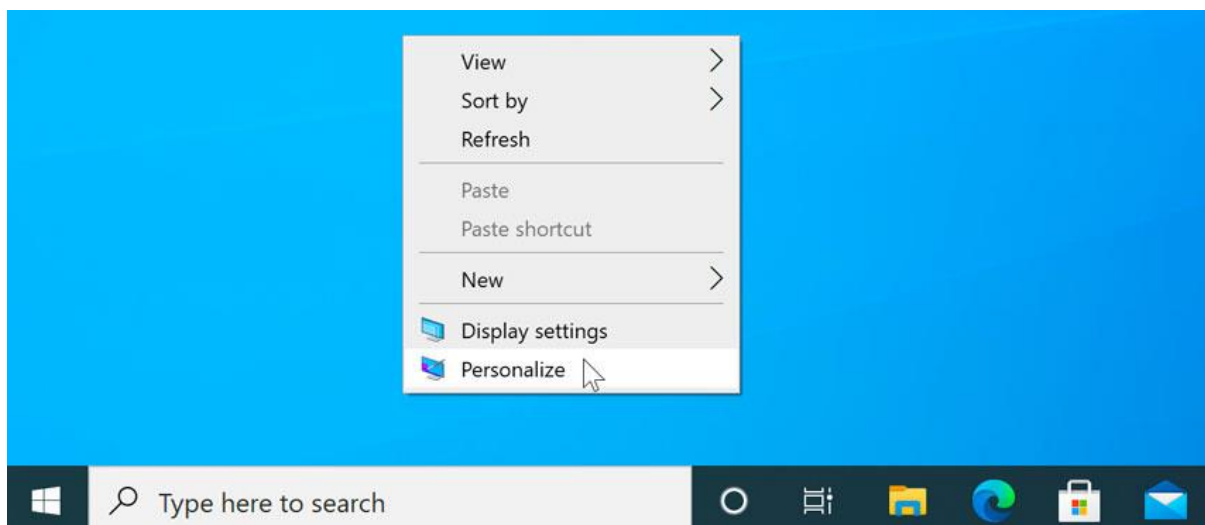 View
Sort by
Refresh
Paste
Paste shortcut
New
Display settings
Personalize
Type here to search